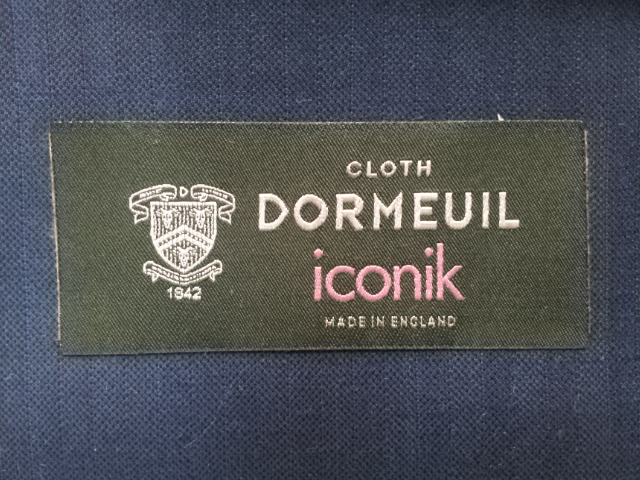 D
1842
CLOTH
DORMEUIL
iconik
MADE IN ENGLAND